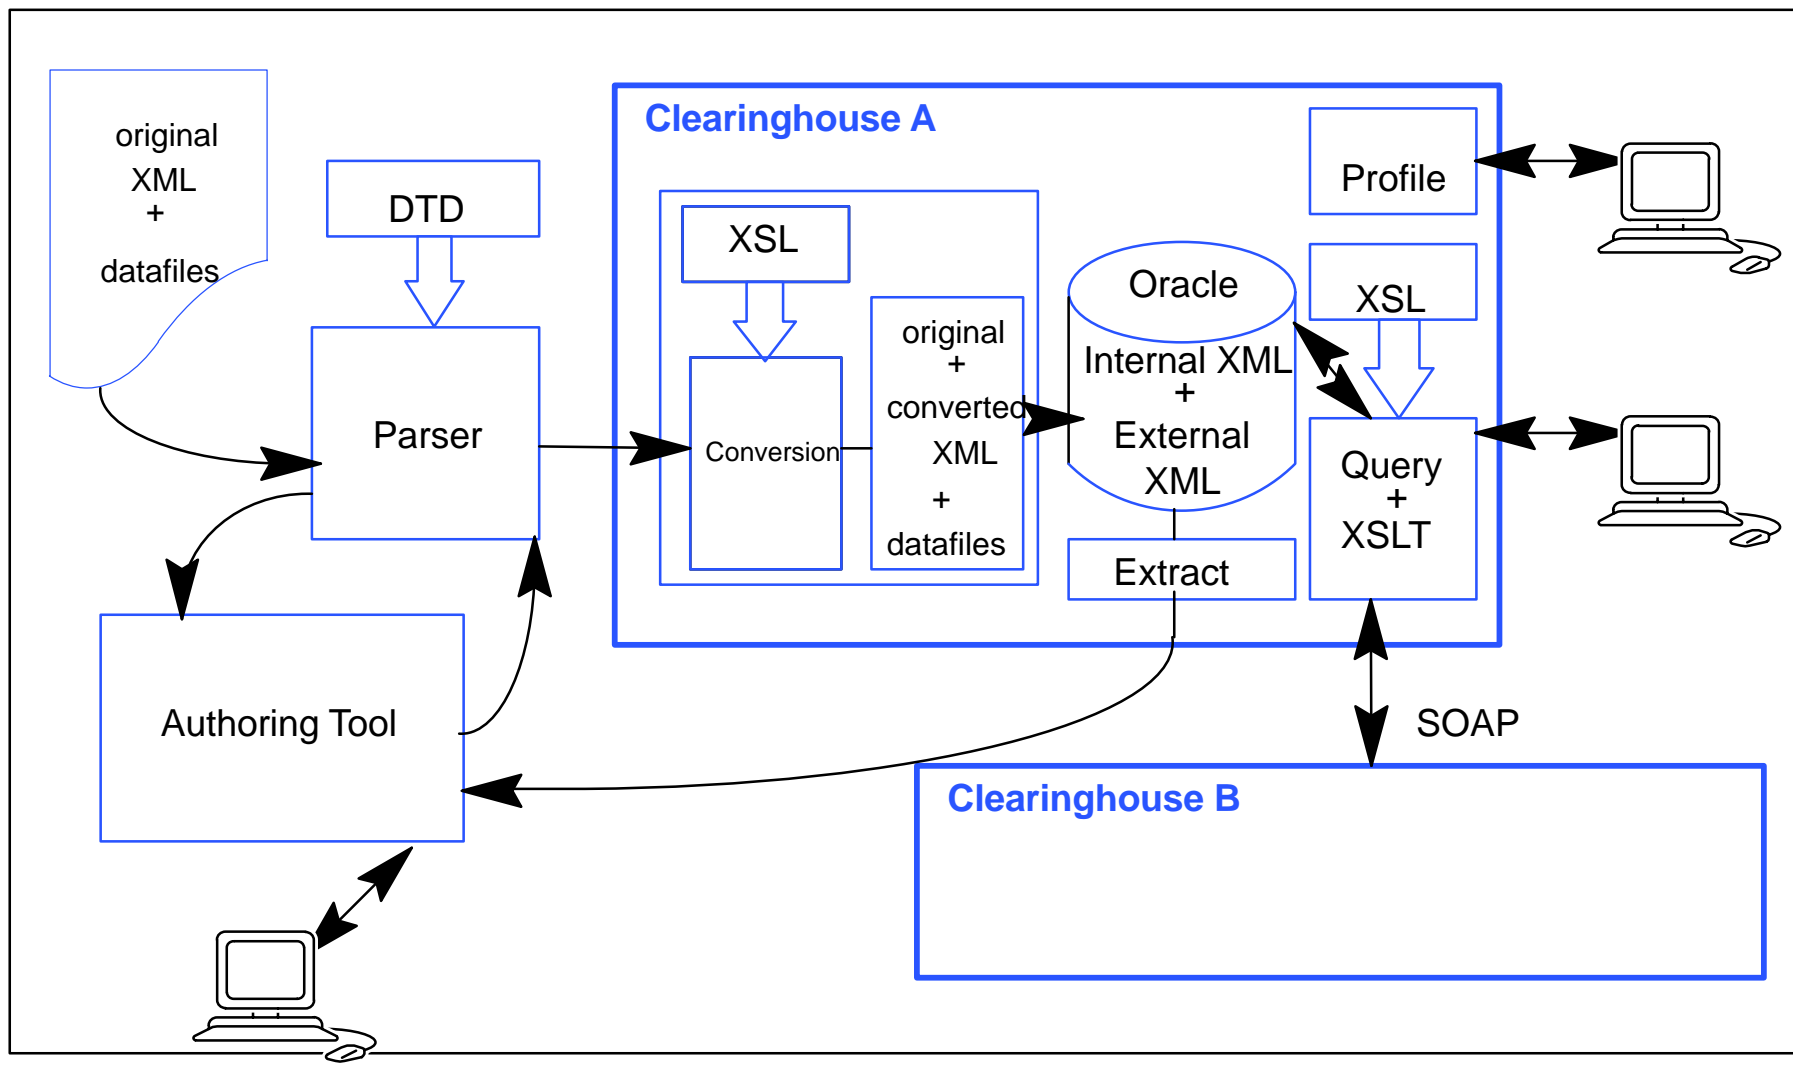 original
XML
+
datafiles
DTD
Parser
Authoring Tool
Clearinghouse A
XSL
Conversion
original
+
converted
XML
+
datafiles
Oracle
Internal XML
+
External
XML
Extract
Profile
XSL
Query
+
XSLT
SOAP
Clearinghouse B